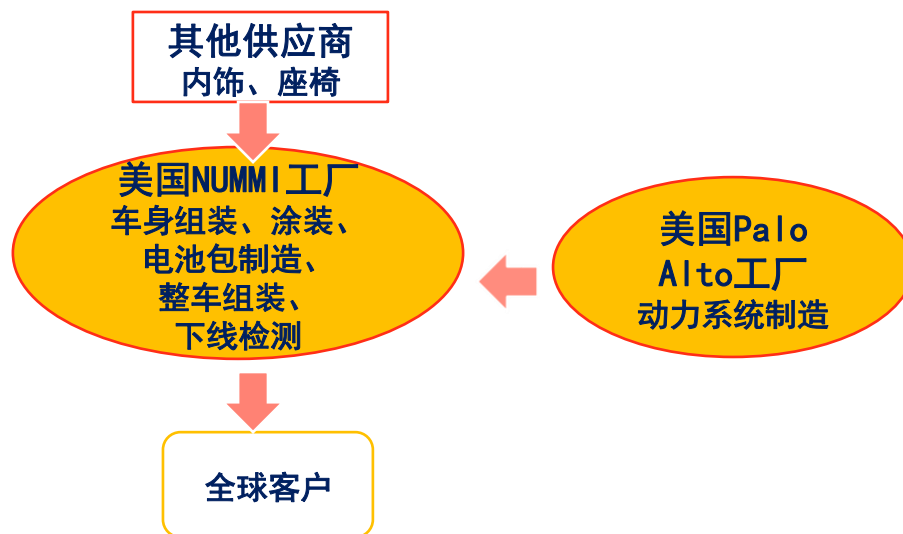 其他供应商
内饰、座椅
美国NUMMI工厂
车身组装、涂装、
电池包制造、
整车组装、
下线检测
美国Palo
Alto工厂
动力系统制造
全球客户